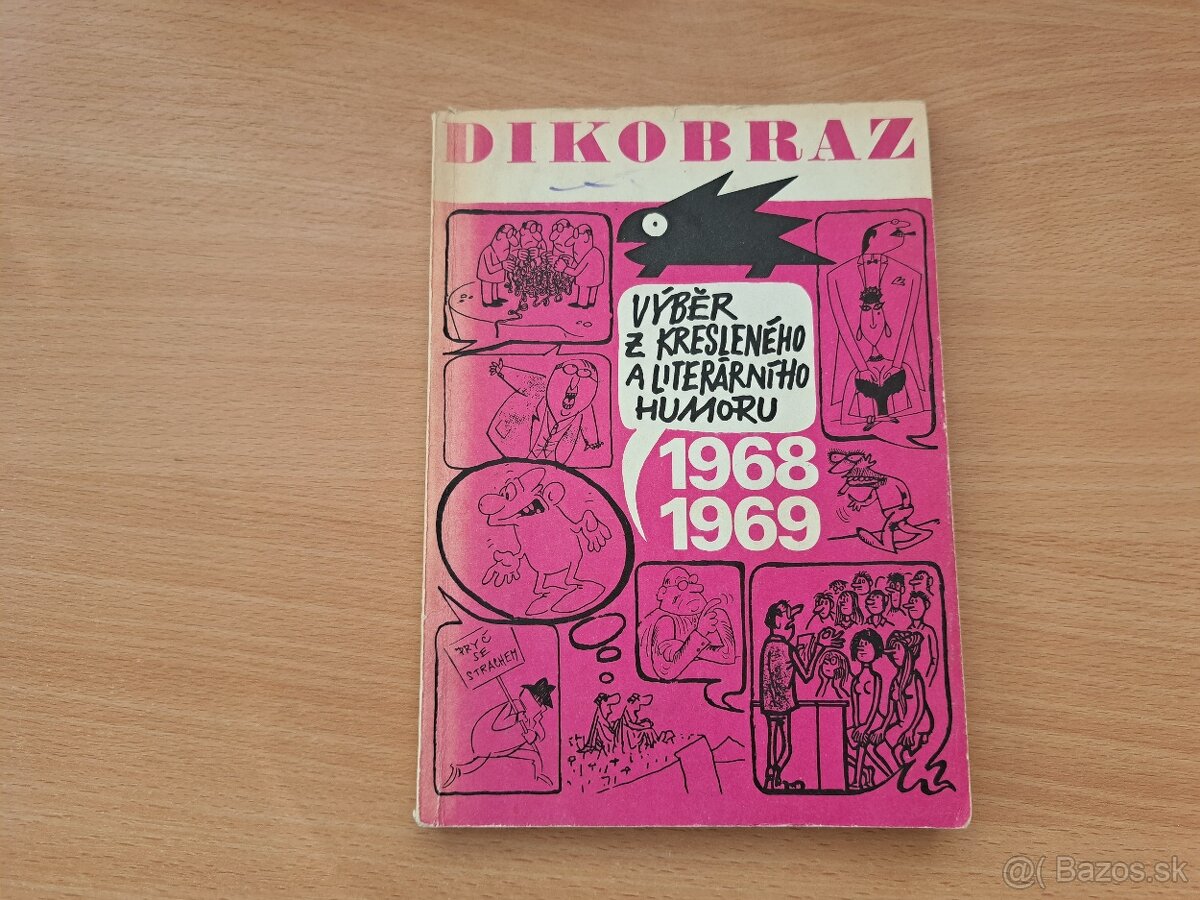 DIKOBRAZ
VÝBĚR
Z KRESLENÉHO
A LITERÁRNÍHO
HUMORU
1968
1969
PRYČ
SE
STRACHEM
@( Bazos.sk